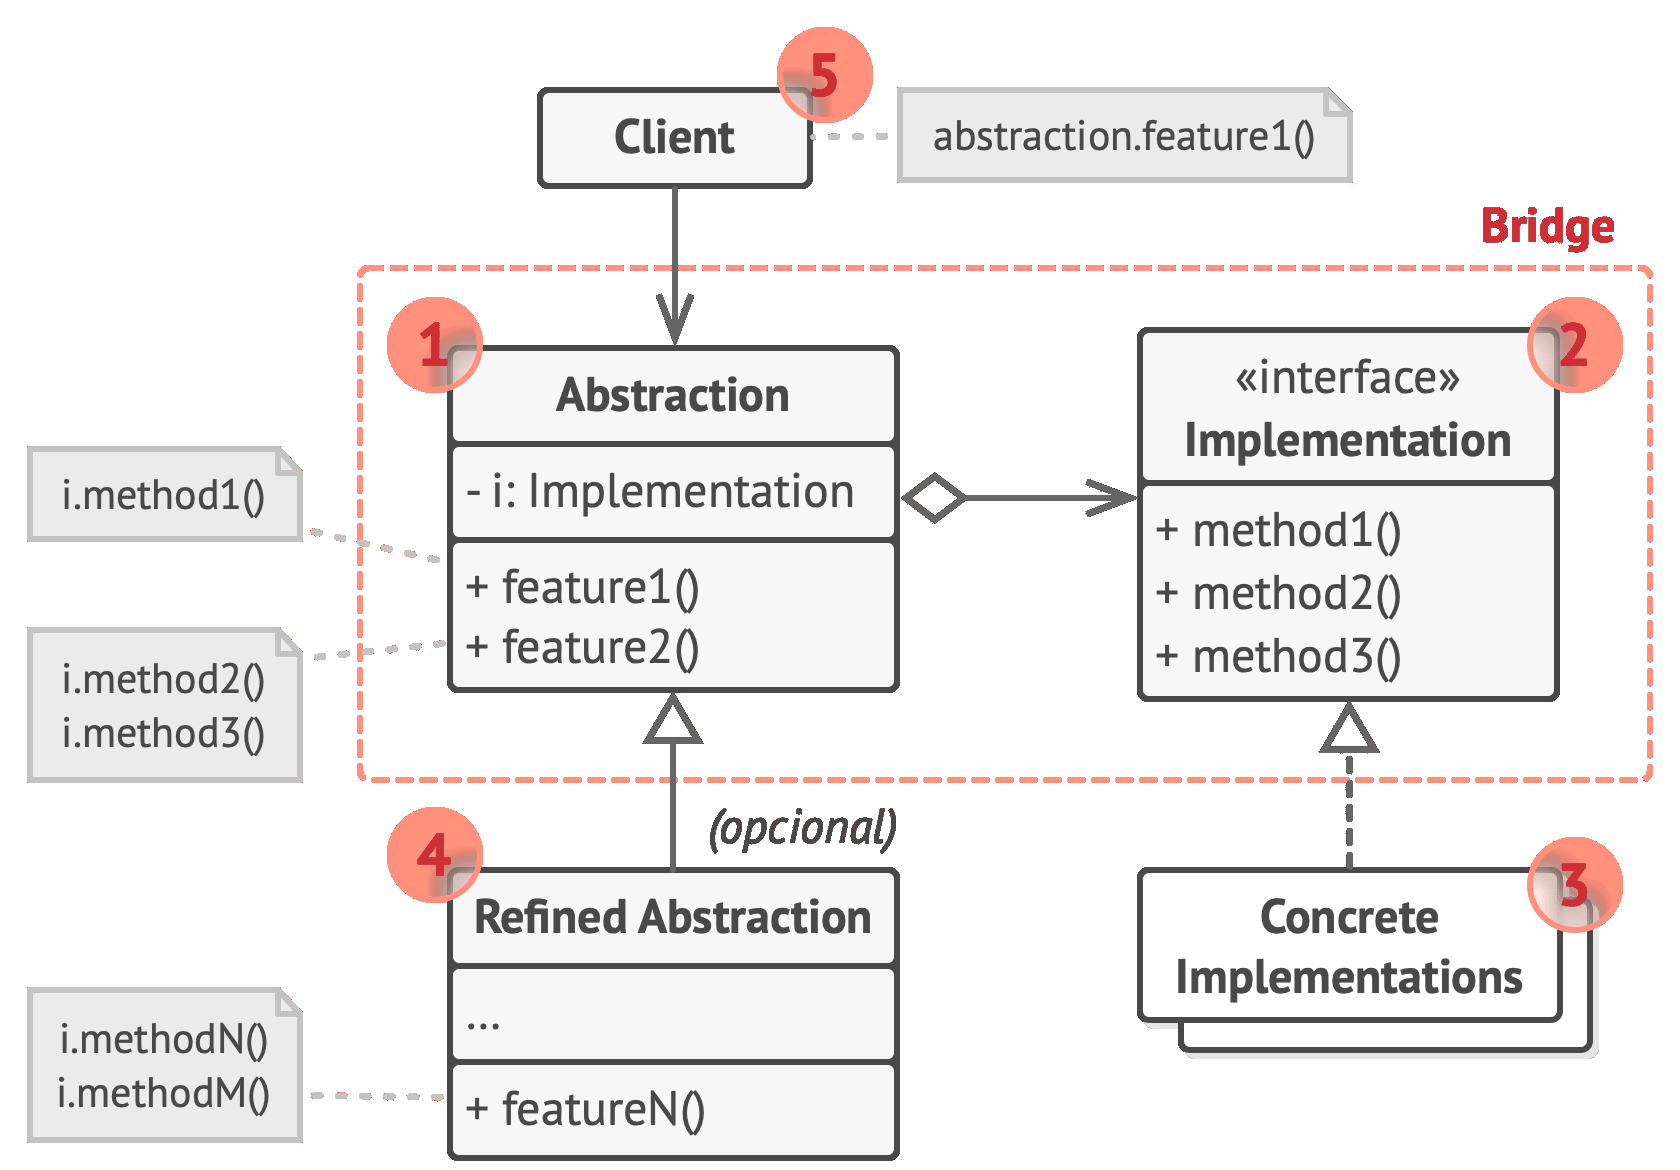 5
Client
abstraction.feature1()
Bridge
1
Abstraction
- i: Implementation
+ feature1()
+ feature2()
2
«interface»
Implementation
+ method1()
+ method2()
+ method3()
i.method1()
i.method2()
i.method3()
(opcional)
4
Refined Abstraction
...
+ featureN()
i.methodN()
i.methodM()
3
Concrete
Implementations